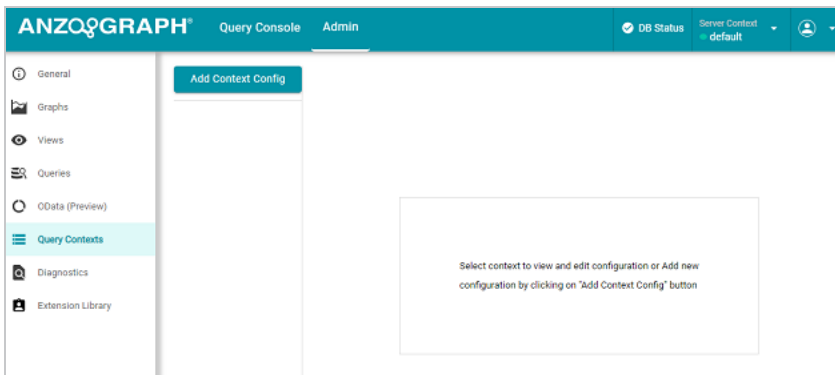 ANZOGRAPH®
Query Console
Admin
DB Status
Server Context
default
General
Graphs
Views
Queries
OData (Preview)
Query Contexts
Diagnostics
Extension Library
Add Context Config
Select context to view and edit configuration or Add new
configuration by clicking on "Add Context Config" button